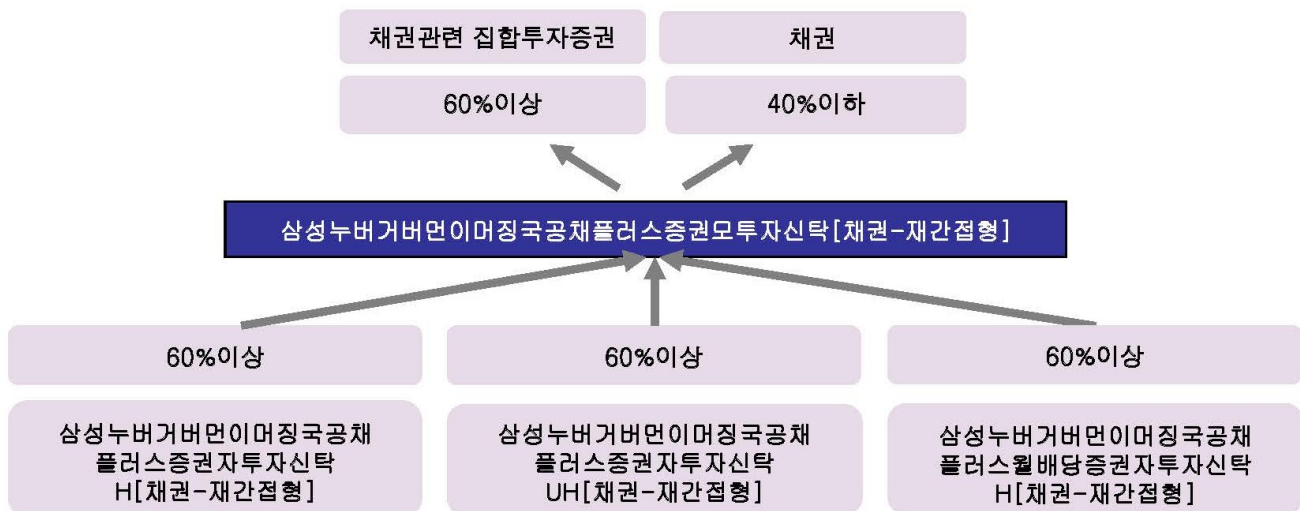 채권관련 집합투자증권
채권
60%이상
40%이하
삼성누버거버먼이머징국공채플러스증권모투자신탁[채권-재간접형]
60%이상
60%이상
60%이상
삼성누버거버먼이머징국공채
플러스증권자투자신탁
H[채권-재간접형]
삼성누버거버먼이머징국공채
플러스증권자투자신탁
UH[채권-재간접형]
삼성누버거버먼이머징국공채
플러스월배당증권자투자신탁
H[채권-재간접형]